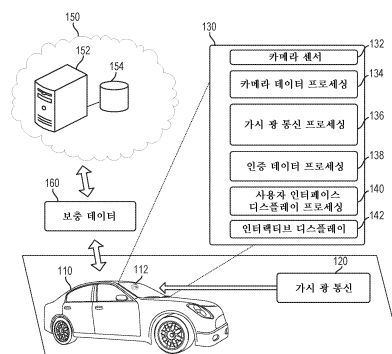 150
152
154
130
카메라 센서
132
카메라 데이터 프로세싱
134
가시 광 통신 프로세싱
136
인증 데이터 프로세싱
138
사용자 인터페이스
디스플레이 프로세싱
140
인터랙티브 디스플레이
142
160
보충 데이터
110
112
120
가시 광 통신